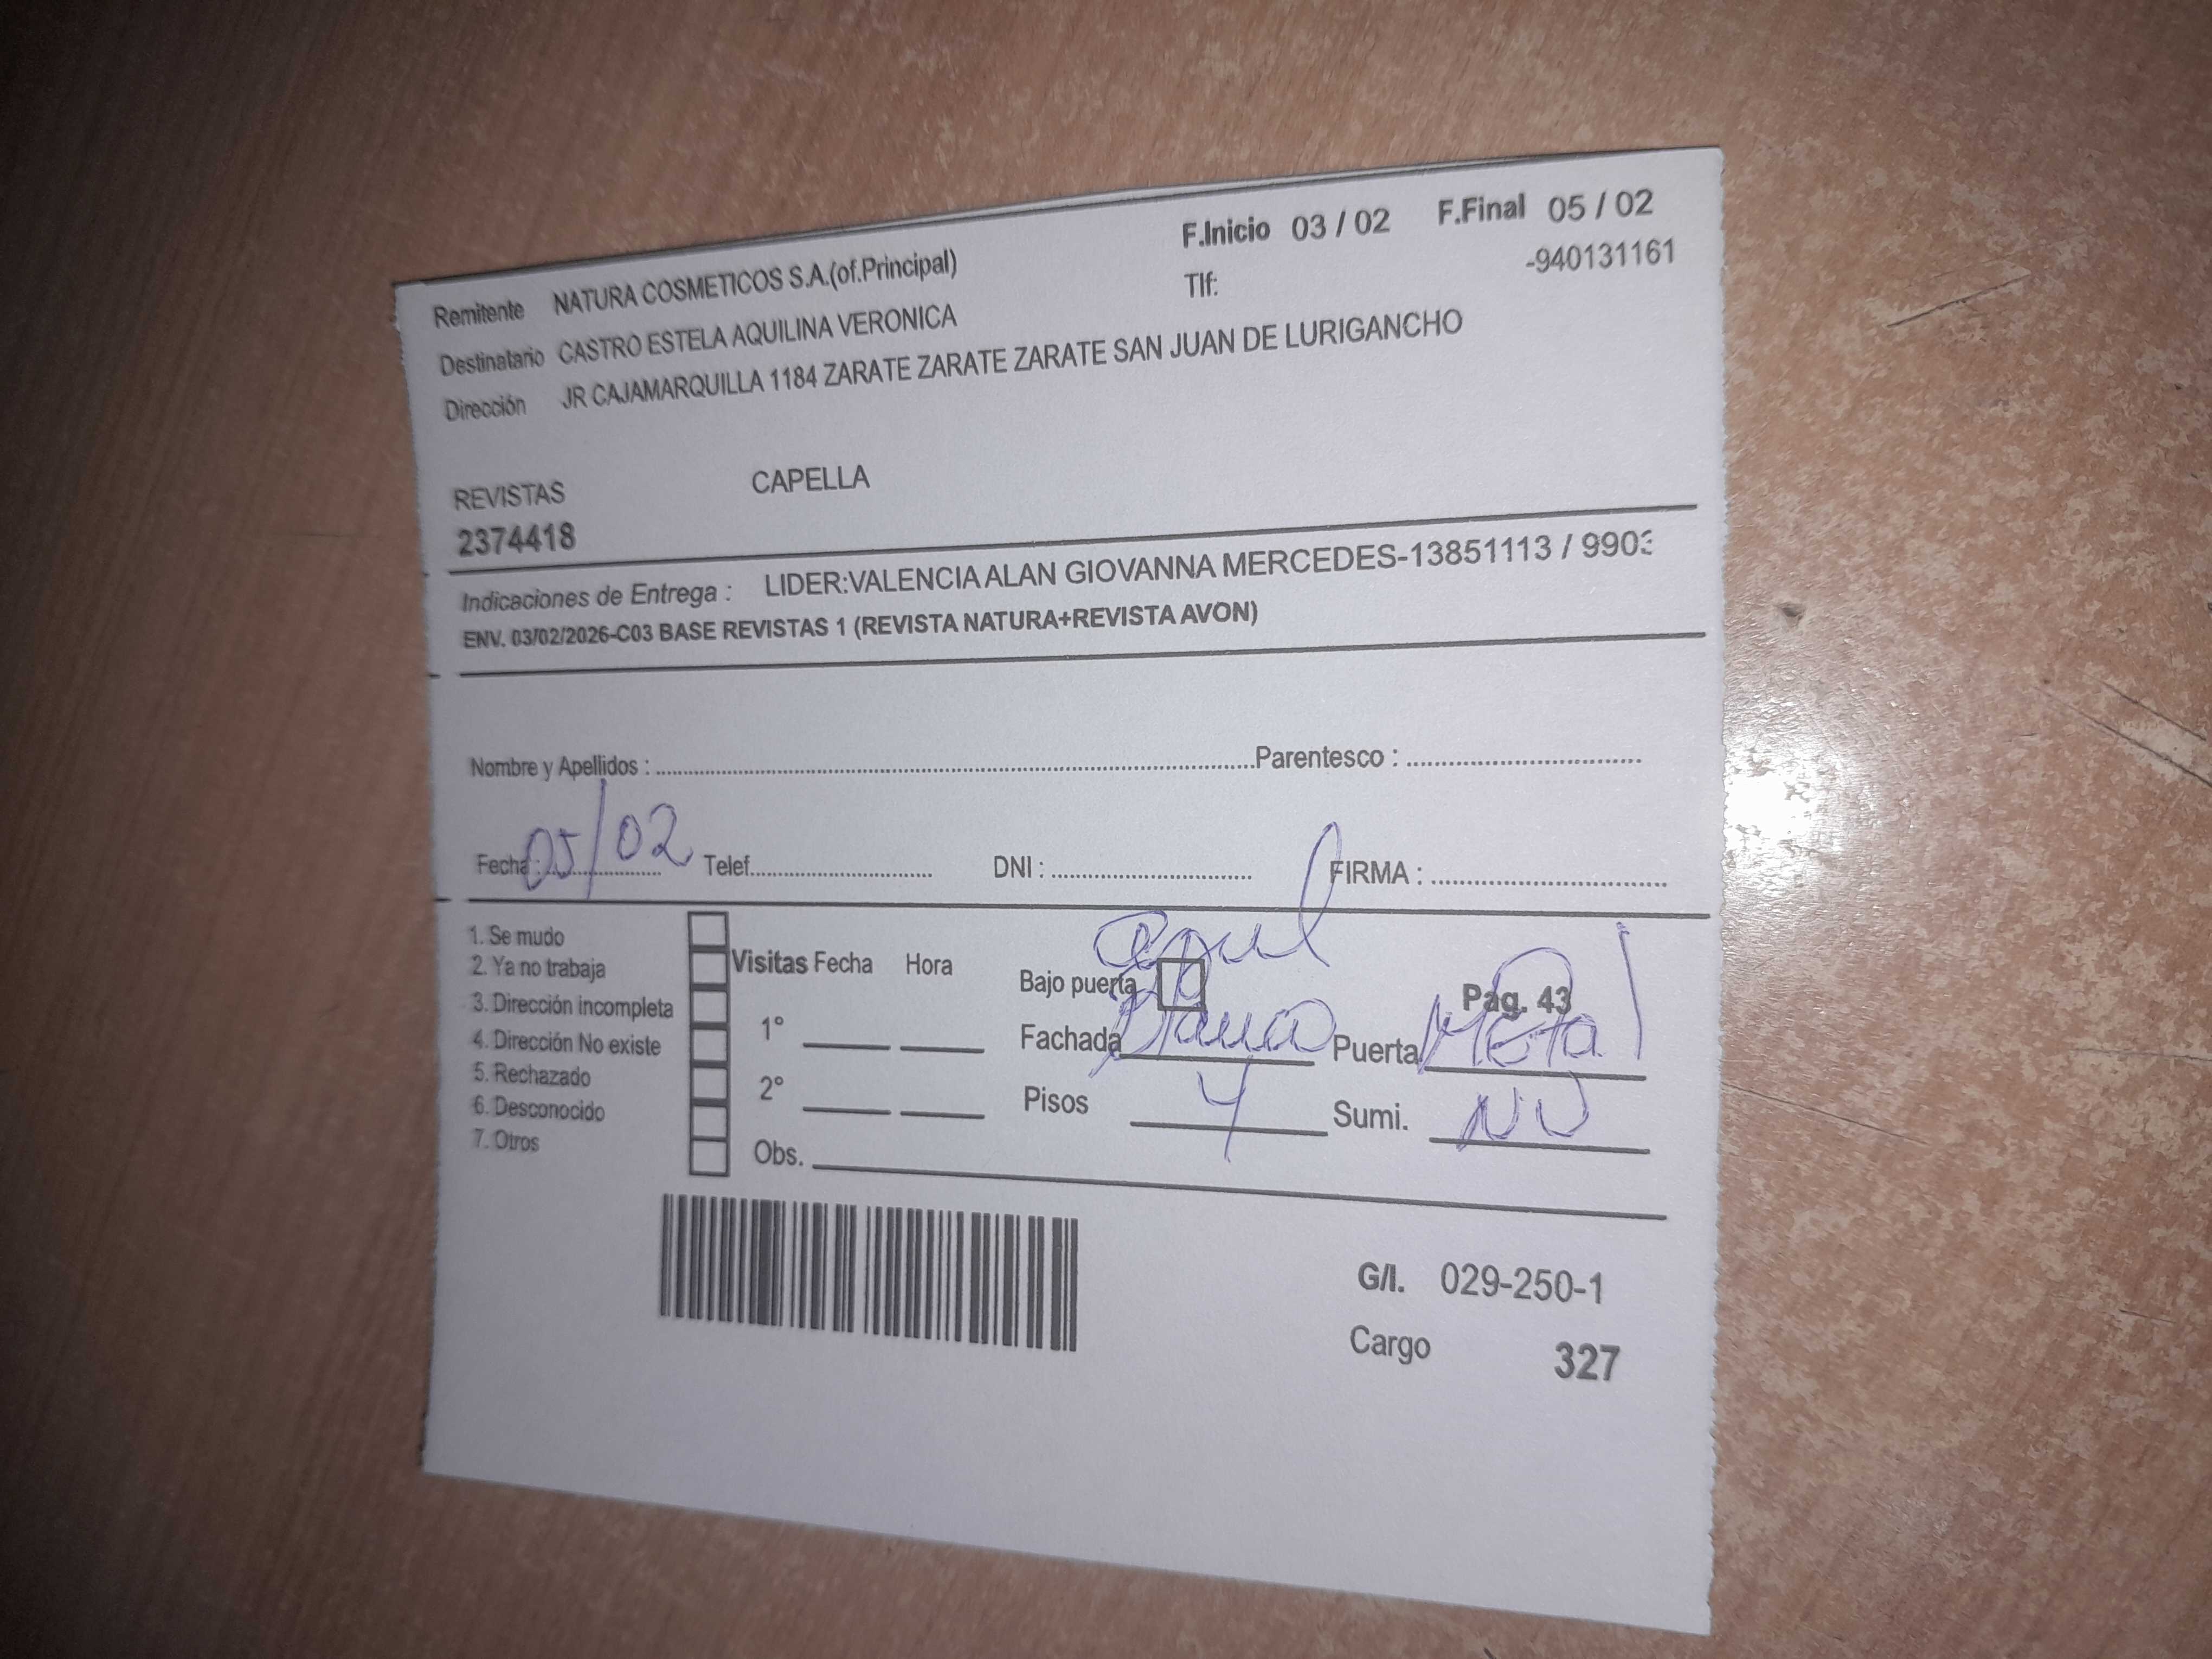 F.Inicio 03 / 02 F.Final 05 / 02
Remitente NATURA COSMETICOS S.A.(of.Principal) Tlf: -940131161
Destinatario CASTRO ESTELA AQUILINA VERONICA
Dirección JR CAJAMARQUILLA 1184 ZARATE ZARATE ZARATE SAN JUAN DE LURIGANCHO
REVISTAS CAPELLA
2374418
Indicaciones de Entrega : LIDER:VALENCIA ALAN GIOVANNA MERCEDES-13851113 / 9903
ENV. 03/02/2026-C03 BASE REVISTAS 1 (REVISTA NATURA+REVISTA AVON)
Nombre y Apellidos : Parentesco :
Fecha : 05/02 Telef. DNI : FIRMA :
1. Se mudo
2. Ya no trabaja
3. Dirección incompleta
4. Dirección No existe
5. Rechazado
6. Desconocido
7. Otros
Visitas Fecha Hora
1°
2°
Obs.
azul
Bajo puerta Pag. 43
Fachada Blanco Puerta Metal
Pisos 4 Sumi. NO
G/I. 029-250-1
Cargo 327